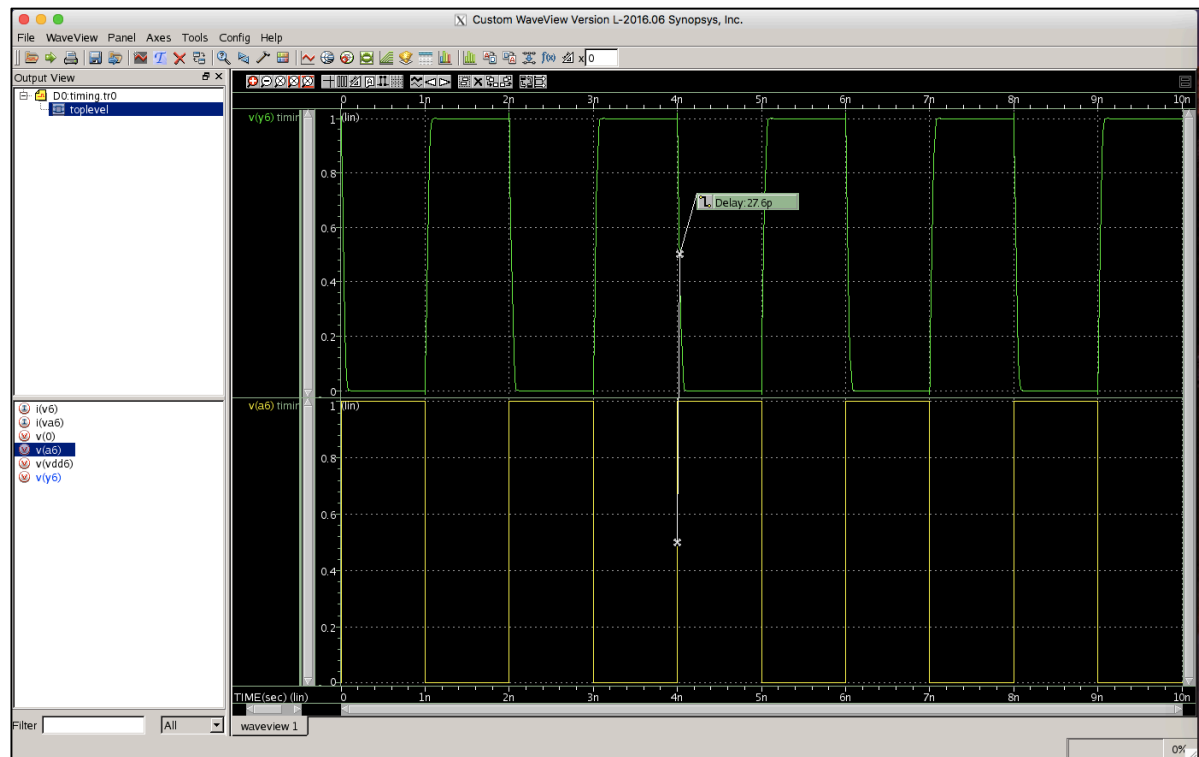 Custom WaveView Version L-2016.06 Synopsys, Inc.
File WaveView Panel Axes Tools Config Help
x 0
Output View
D0:timing.tr0
toplevel
0 1n 2n 3n 4n 5n 6n 7n 8n 9n 10n
v(y6) timin
1 (lin)
0.8
Delay:27.6p
0.6
0.4
0.2
0
i(v6)
i(va6)
v(0)
v(a6)
v(vdd6)
v(y6)
v(a6) timin
1 (lin)
0.8
0.6
0.4
0.2
0
TIME(sec) (lin)
0 1n 2n 3n 4n 5n 6n 7n 8n 9n 10n
Filter
All
waveview 1
0%